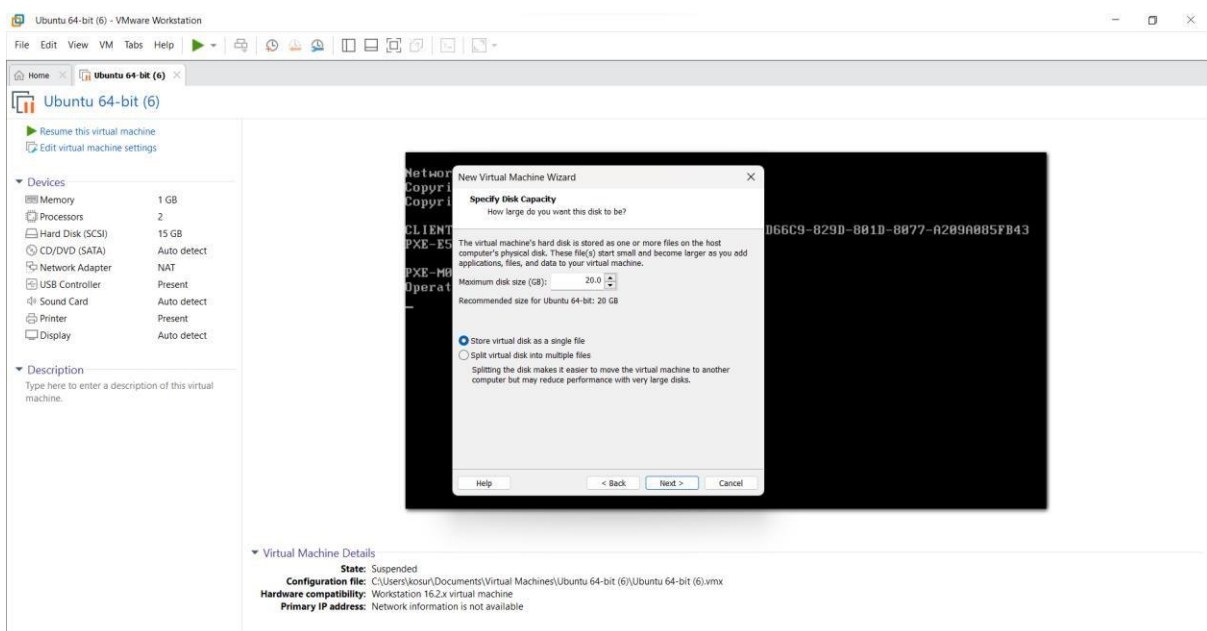 Ubuntu 64-bit (6) - VMware Workstation
File Edit View VM Tabs Help
Home Ubuntu 64-bit (6)
Ubuntu 64-bit (6)
Resume this virtual machine
Edit virtual machine settings
Devices
Memory 1 GB
Processors 2
Hard Disk (SCSI) 15 GB
CD/DVD (SATA) Auto detect
Network Adapter NAT
USB Controller Present
Sound Card Auto detect
Printer Present
Display Auto detect
Description
Type here to enter a description of this virtual
machine.
Networ
Copyri
Copyri
CLIENT D66C9-829D-801D-8077-A209A085FB43
PXE-E5
PXE-M0
Operat
New Virtual Machine Wizard
Specify Disk Capacity
How large do you want this disk to be?
The virtual machine's hard disk is stored as one or more files on the host
computer's physical disk. These file(s) start small and become larger as you add
applications, files, and data to your virtual machine.
Maximum disk size (GB): 20.0
Recommended size for Ubuntu 64-bit: 20 GB
Store virtual disk as a single file
Split virtual disk into multiple files
Splitting the disk makes it easier to move the virtual machine to another
computer but may reduce performance with very large disks.
Help < Back Next > Cancel
Virtual Machine Details
State: Suspended
Configuration file: C:\Users\kosur\Documents\Virtual Machines\Ubuntu 64-bit (6)\Ubuntu 64-bit (6).vmx
Hardware compatibility: Workstation 16.2.x virtual machine
Primary IP address: Network information is not available